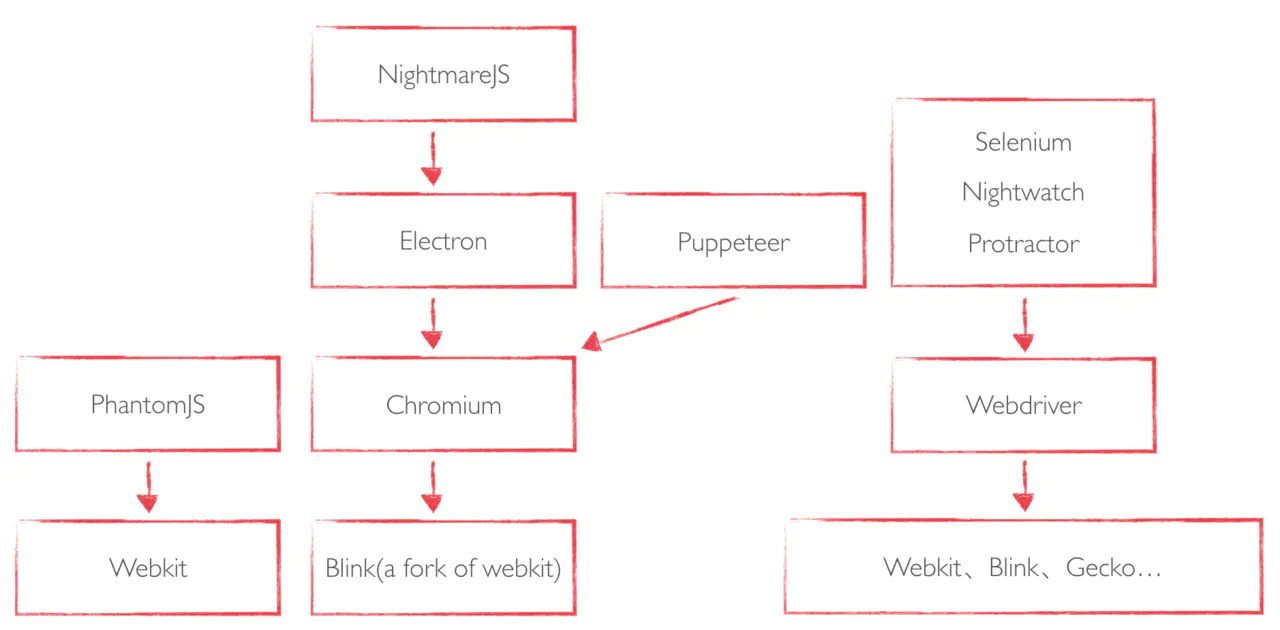 NightmareJS
Selenium
Nightwatch
Protractor
Electron
Puppeteer
PhantomJS
Chromium
Webdriver
Webkit
Blink(a fork of webkit)
Webkit、Blink、Gecko…